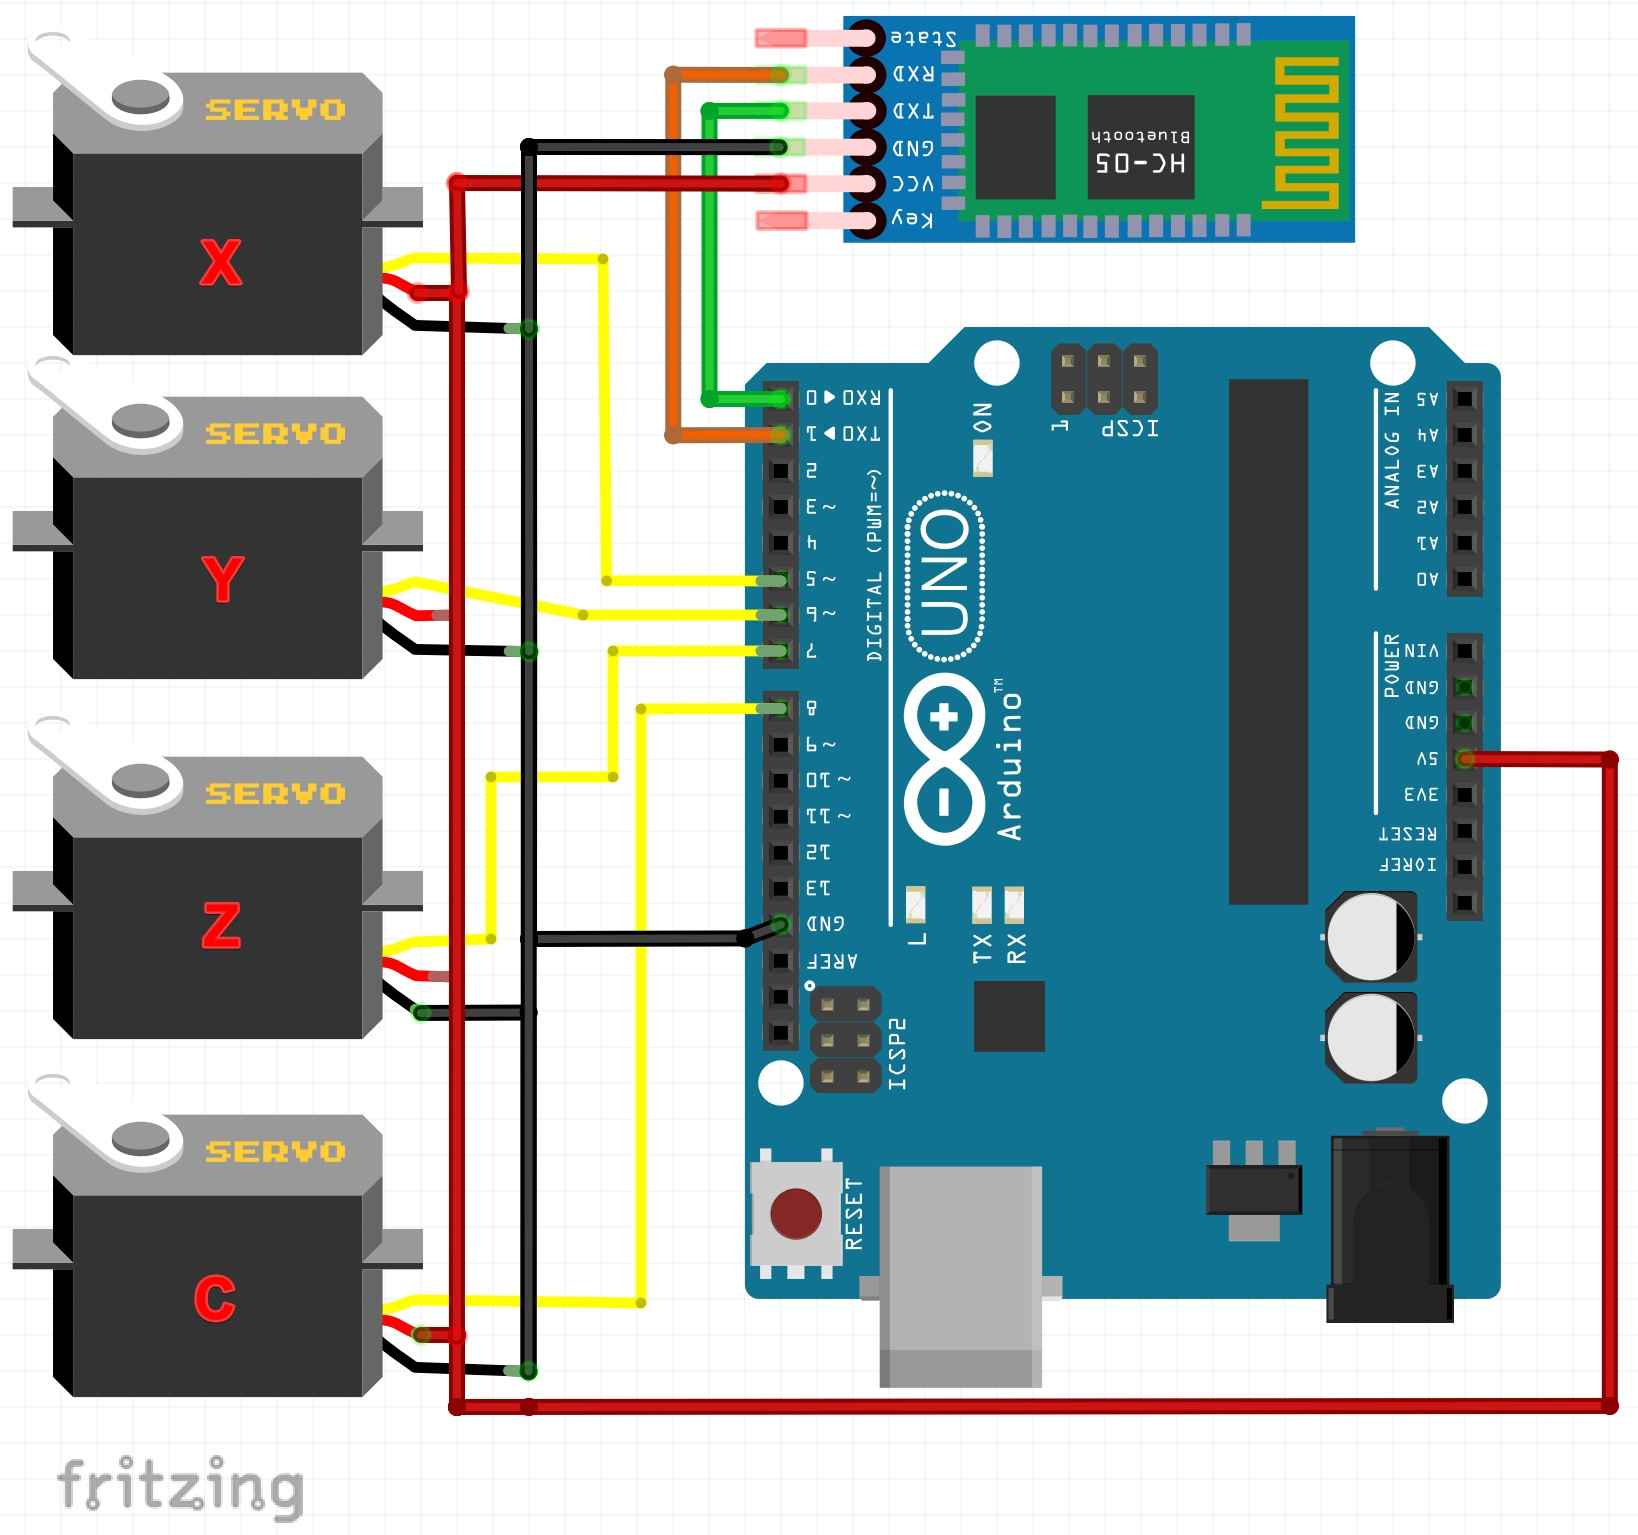 SERVO
X
SERVO
Y
SERVO
Z
SERVO
C
State
RXD
TXD
GND
VCC
Key
HC-05
Bluetooth
RXD ◀ 0
TXD ▶ 1
2
~ 3
4
~ 5
~ 6
7
8
~ 9
~ 10
~ 11
12
13
GND
AREF
DIGITAL (PWM=~)
ON
1
ICSP
UNO
Arduino™
L
TX
RX
ICSP2
RESET
ANALOG IN
A5
A4
A3
A2
A1
A0
POWER
VIN
GND
GND
5V
3V3
RESET
IOREF
fritzing